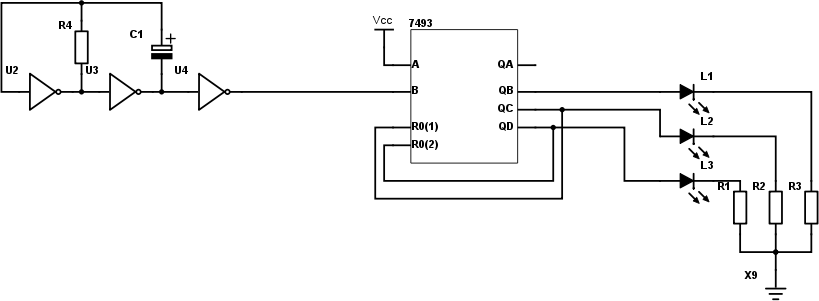 R4
C1
+
U2
U3
U4
Vcc
7493
A
B
R0(1)
R0(2)
QA
QB
QC
QD
L1
L2
L3
R1
R2
R3
X9